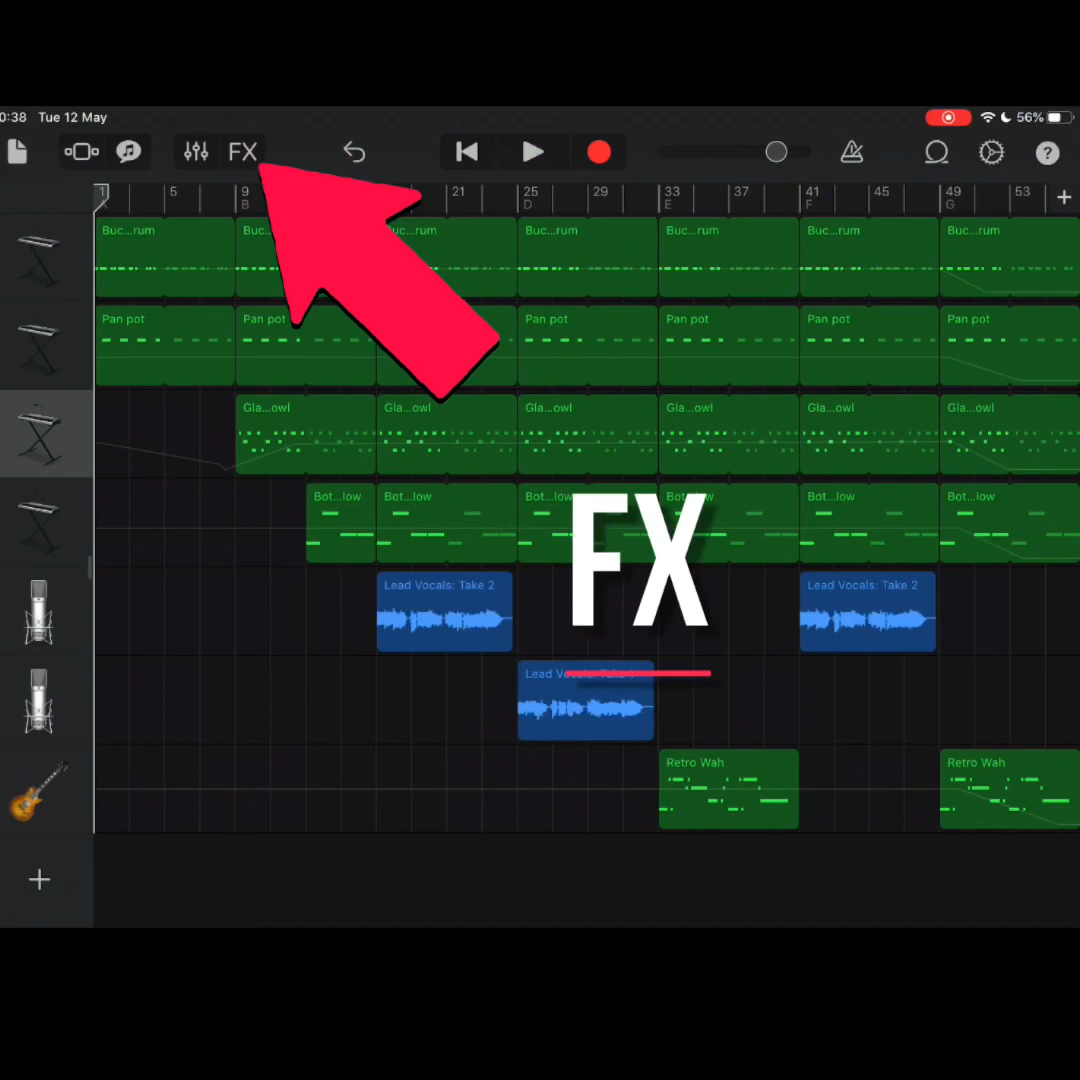 0:38 Tue 12 May 56%
FX
?
1 5 9 21 25 29 33 37 41 45 49 53 +
A B D E F G
Buc...rum Buc... uc...rum Buc...rum Buc...rum Buc...rum Buc...rum
Pan pot Pan pot Pan pot Pan pot Pan pot Pan pot
Gla...owl Gla...owl Gla...owl Gla...owl Gla...owl Gla...owl
Bot...low Bot...low Bot...low Bot...low Bot...low Bot...low
FX
Lead Vocals: Take 2 Lead Vocals: Take 2
Lead Vocals: Take
Retro Wah Retro Wah
+